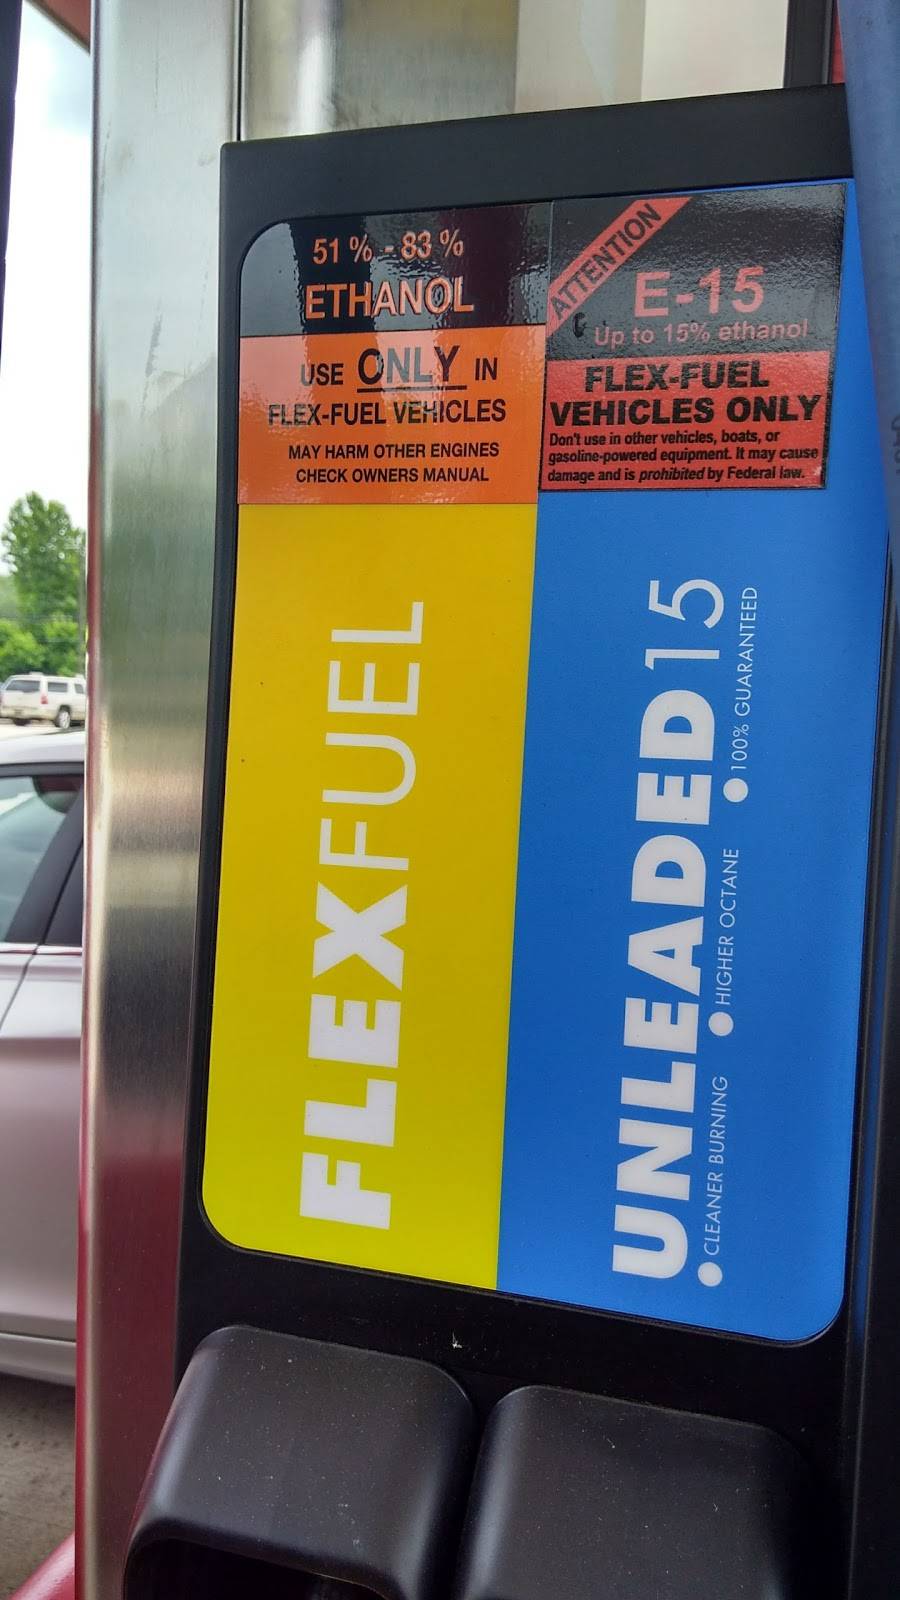 51 % - 83 %
ETHANOL
USE ONLY IN
FLEX-FUEL VEHICLES
MAY HARM OTHER ENGINES
CHECK OWNERS MANUAL
ATTENTION
E-15
Up to 15% ethanol
FLEX-FUEL
VEHICLES ONLY
Don't use in other vehicles, boats, or
gasoline-powered equipment. It may cause
damage and is prohibited by Federal law.
FLEXFUEL
UNLEADED15
• CLEANER BURNING • HIGHER OCTANE • 100% GUARANTEED